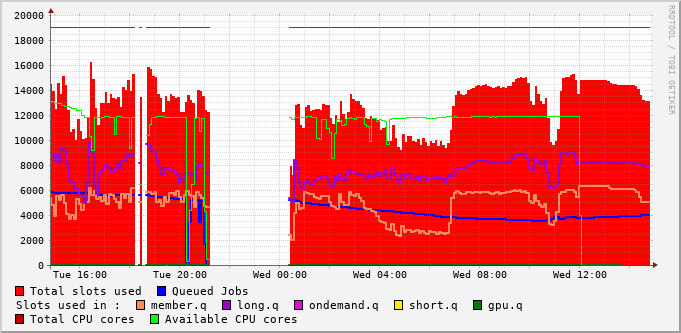 20000
18000
16000
14000
12000
10000
8000
6000
4000
2000
0
Tue 16:00 Tue 20:00 Wed 00:00 Wed 04:00 Wed 08:00 Wed 12:00
Total slots used Queued Jobs
Slots used in : member.q long.q ondemand.q short.q gpu.q
Total CPU cores Available CPU cores
RRDTOOL / TOBI OETIKER